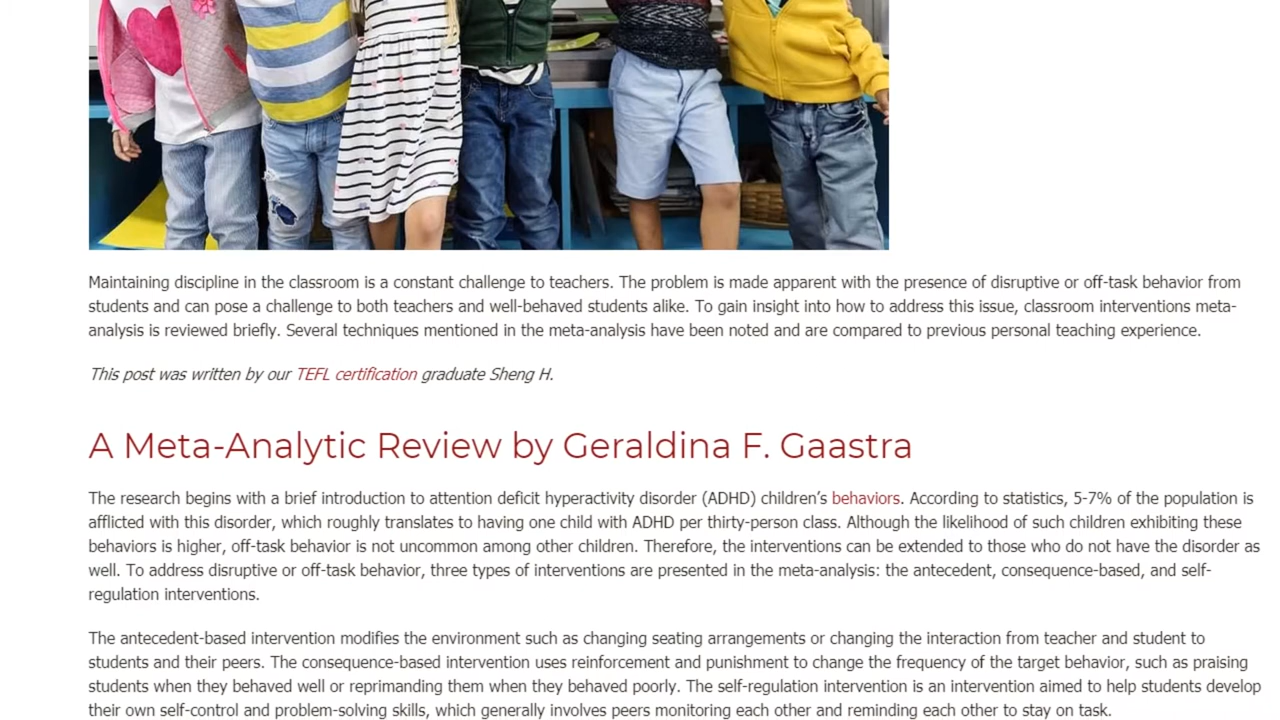 Maintaining discipline in the classroom is a constant challenge to teachers. The problem is made apparent with the presence of disruptive or off-task behavior from
students and can pose a challenge to both teachers and well-behaved students alike. To gain insight into how to address this issue, classroom interventions meta-
analysis is reviewed briefly. Several techniques mentioned in the meta-analysis have been noted and are compared to previous personal teaching experience.
This post was written by our TEFL certification graduate Sheng H.
A Meta-Analytic Review by Geraldina F. Gaastra
The research begins with a brief introduction to attention deficit hyperactivity disorder (ADHD) children’s behaviors. According to statistics, 5-7% of the population is
afflicted with this disorder, which roughly translates to having one child with ADHD per thirty-person class. Although the likelihood of such children exhibiting these
behaviors is higher, off-task behavior is not uncommon among other children. Therefore, the interventions can be extended to those who do not have the disorder as
well. To address disruptive or off-task behavior, three types of interventions are presented in the meta-analysis: the antecedent, consequence-based, and self-
regulation interventions.
The antecedent-based intervention modifies the environment such as changing seating arrangements or changing the interaction from teacher and student to
students and their peers. The consequence-based intervention uses reinforcement and punishment to change the frequency of the target behavior, such as praising
students when they behaved well or reprimanding them when they behaved poorly. The self-regulation intervention is an intervention aimed to help students develop
their own self-control and problem-solving skills, which generally involves peers monitoring each other and reminding each other to stay on task.